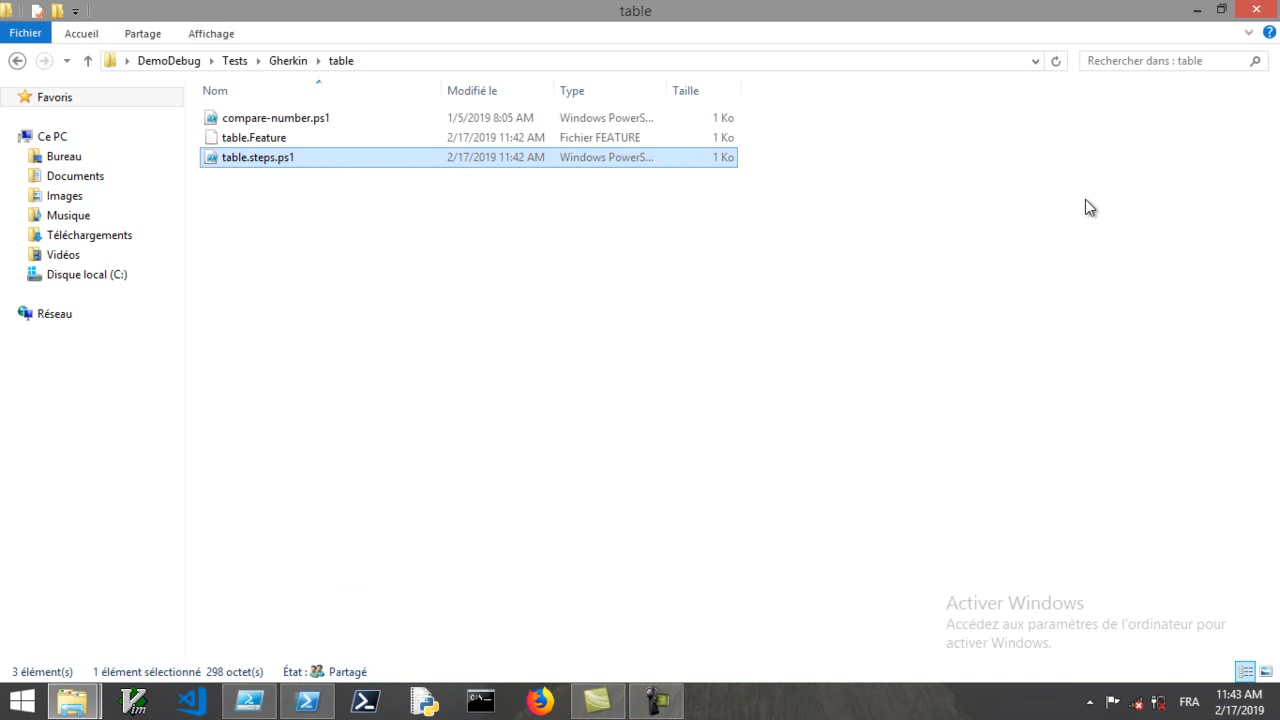 table
Fichier Accueil Partage Affichage
DemoDebug Tests Gherkin table Rechercher dans : table
Nom Modifié le Type Taille
Favoris
compare-number.ps1 1/5/2019 8:05 AM Windows PowerS... 1 Ko
table.Feature 2/17/2019 11:42 AM Fichier FEATURE 1 Ko
table.steps.ps1 2/17/2019 11:42 AM Windows PowerS... 1 Ko
Ce PC
Bureau
Documents
Images
Musique
Téléchargements
Vidéos
Disque local (C:)
Réseau
Activer Windows
Accédez aux paramètres de l'ordinateur pour
activer Windows.
3 élément(s) 1 élément sélectionné 298 octet(s) État : Partagé
FRA 11:43 AM
2/17/2019